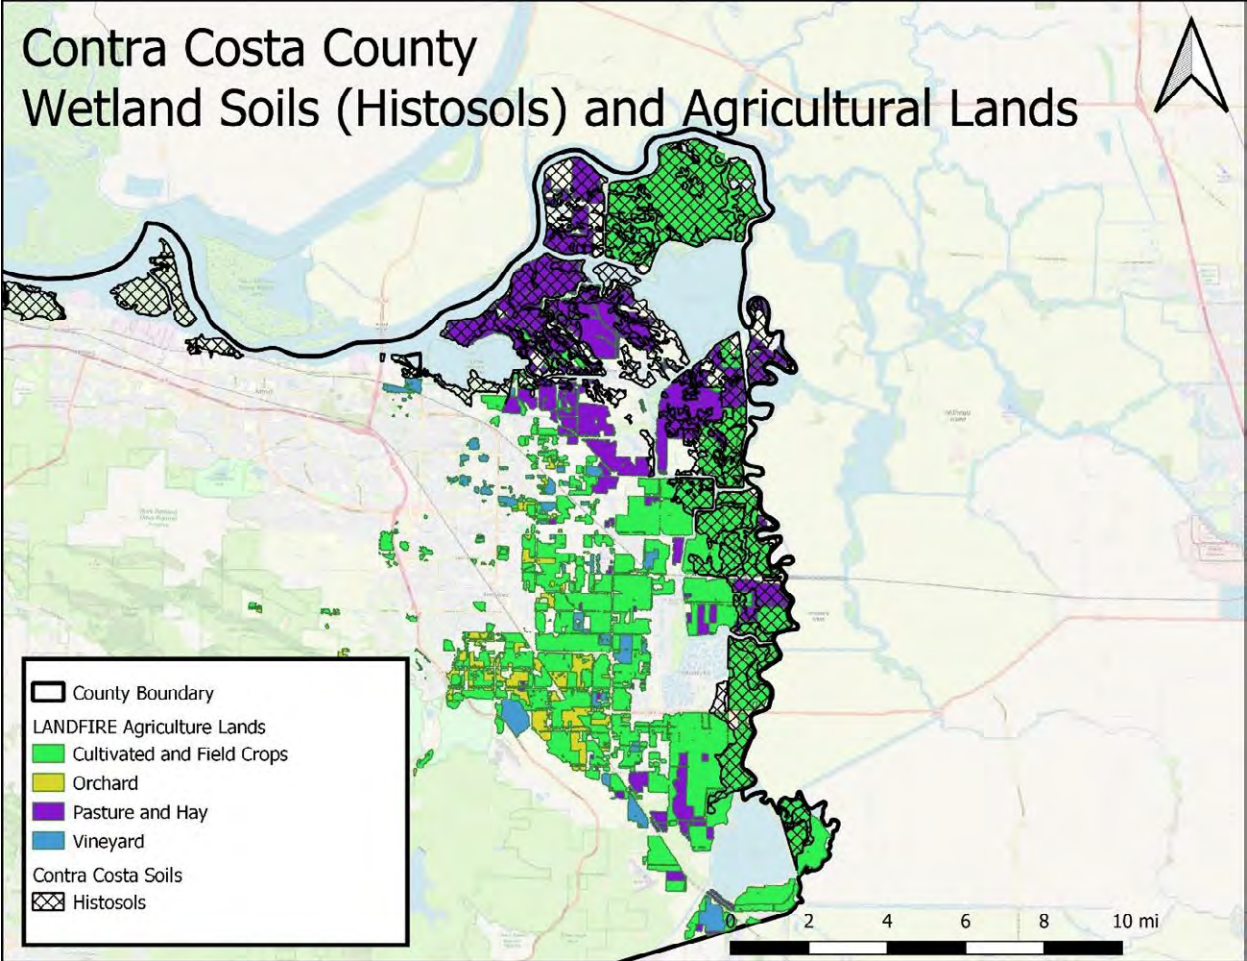 Contra Costa County
Wetland Soils (Histosols) and Agricultural Lands
County Boundary
LANDFIRE Agriculture Lands
Cultivated and Field Crops
Orchard
Pasture and Hay
Vineyard
Contra Costa Soils
Histosols
0 2 4 6 8 10 mi